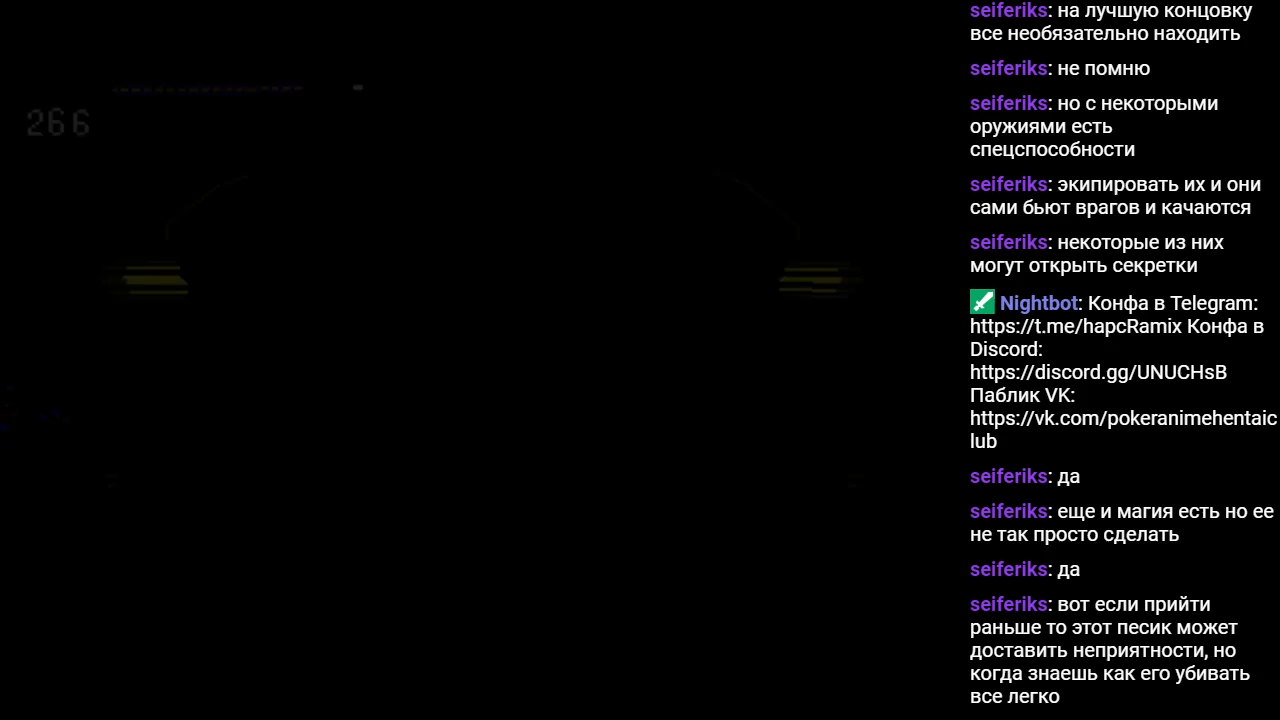 266
seiferiks: на лучшую концовку
все необязательно находить
seiferiks: не помню
seiferiks: но с некоторыми
оружиями есть
спецспособности
seiferiks: экипировать их и они
сами бьют врагов и качаются
seiferiks: некоторые из них
могут открыть секретки
Nightbot: Конфа в Telegram:
https://t.me/hapcRamix Конфа в
Discord:
https://discord.gg/UNUCHsB
Паблик VK:
https://vk.com/pokeranimehentaic
lub
seiferiks: да
seiferiks: еще и магия есть но ее
не так просто сделать
seiferiks: да
seiferiks: вот если прийти
раньше то этот песик может
доставить неприятности, но
когда знаешь как его убивать
все легко